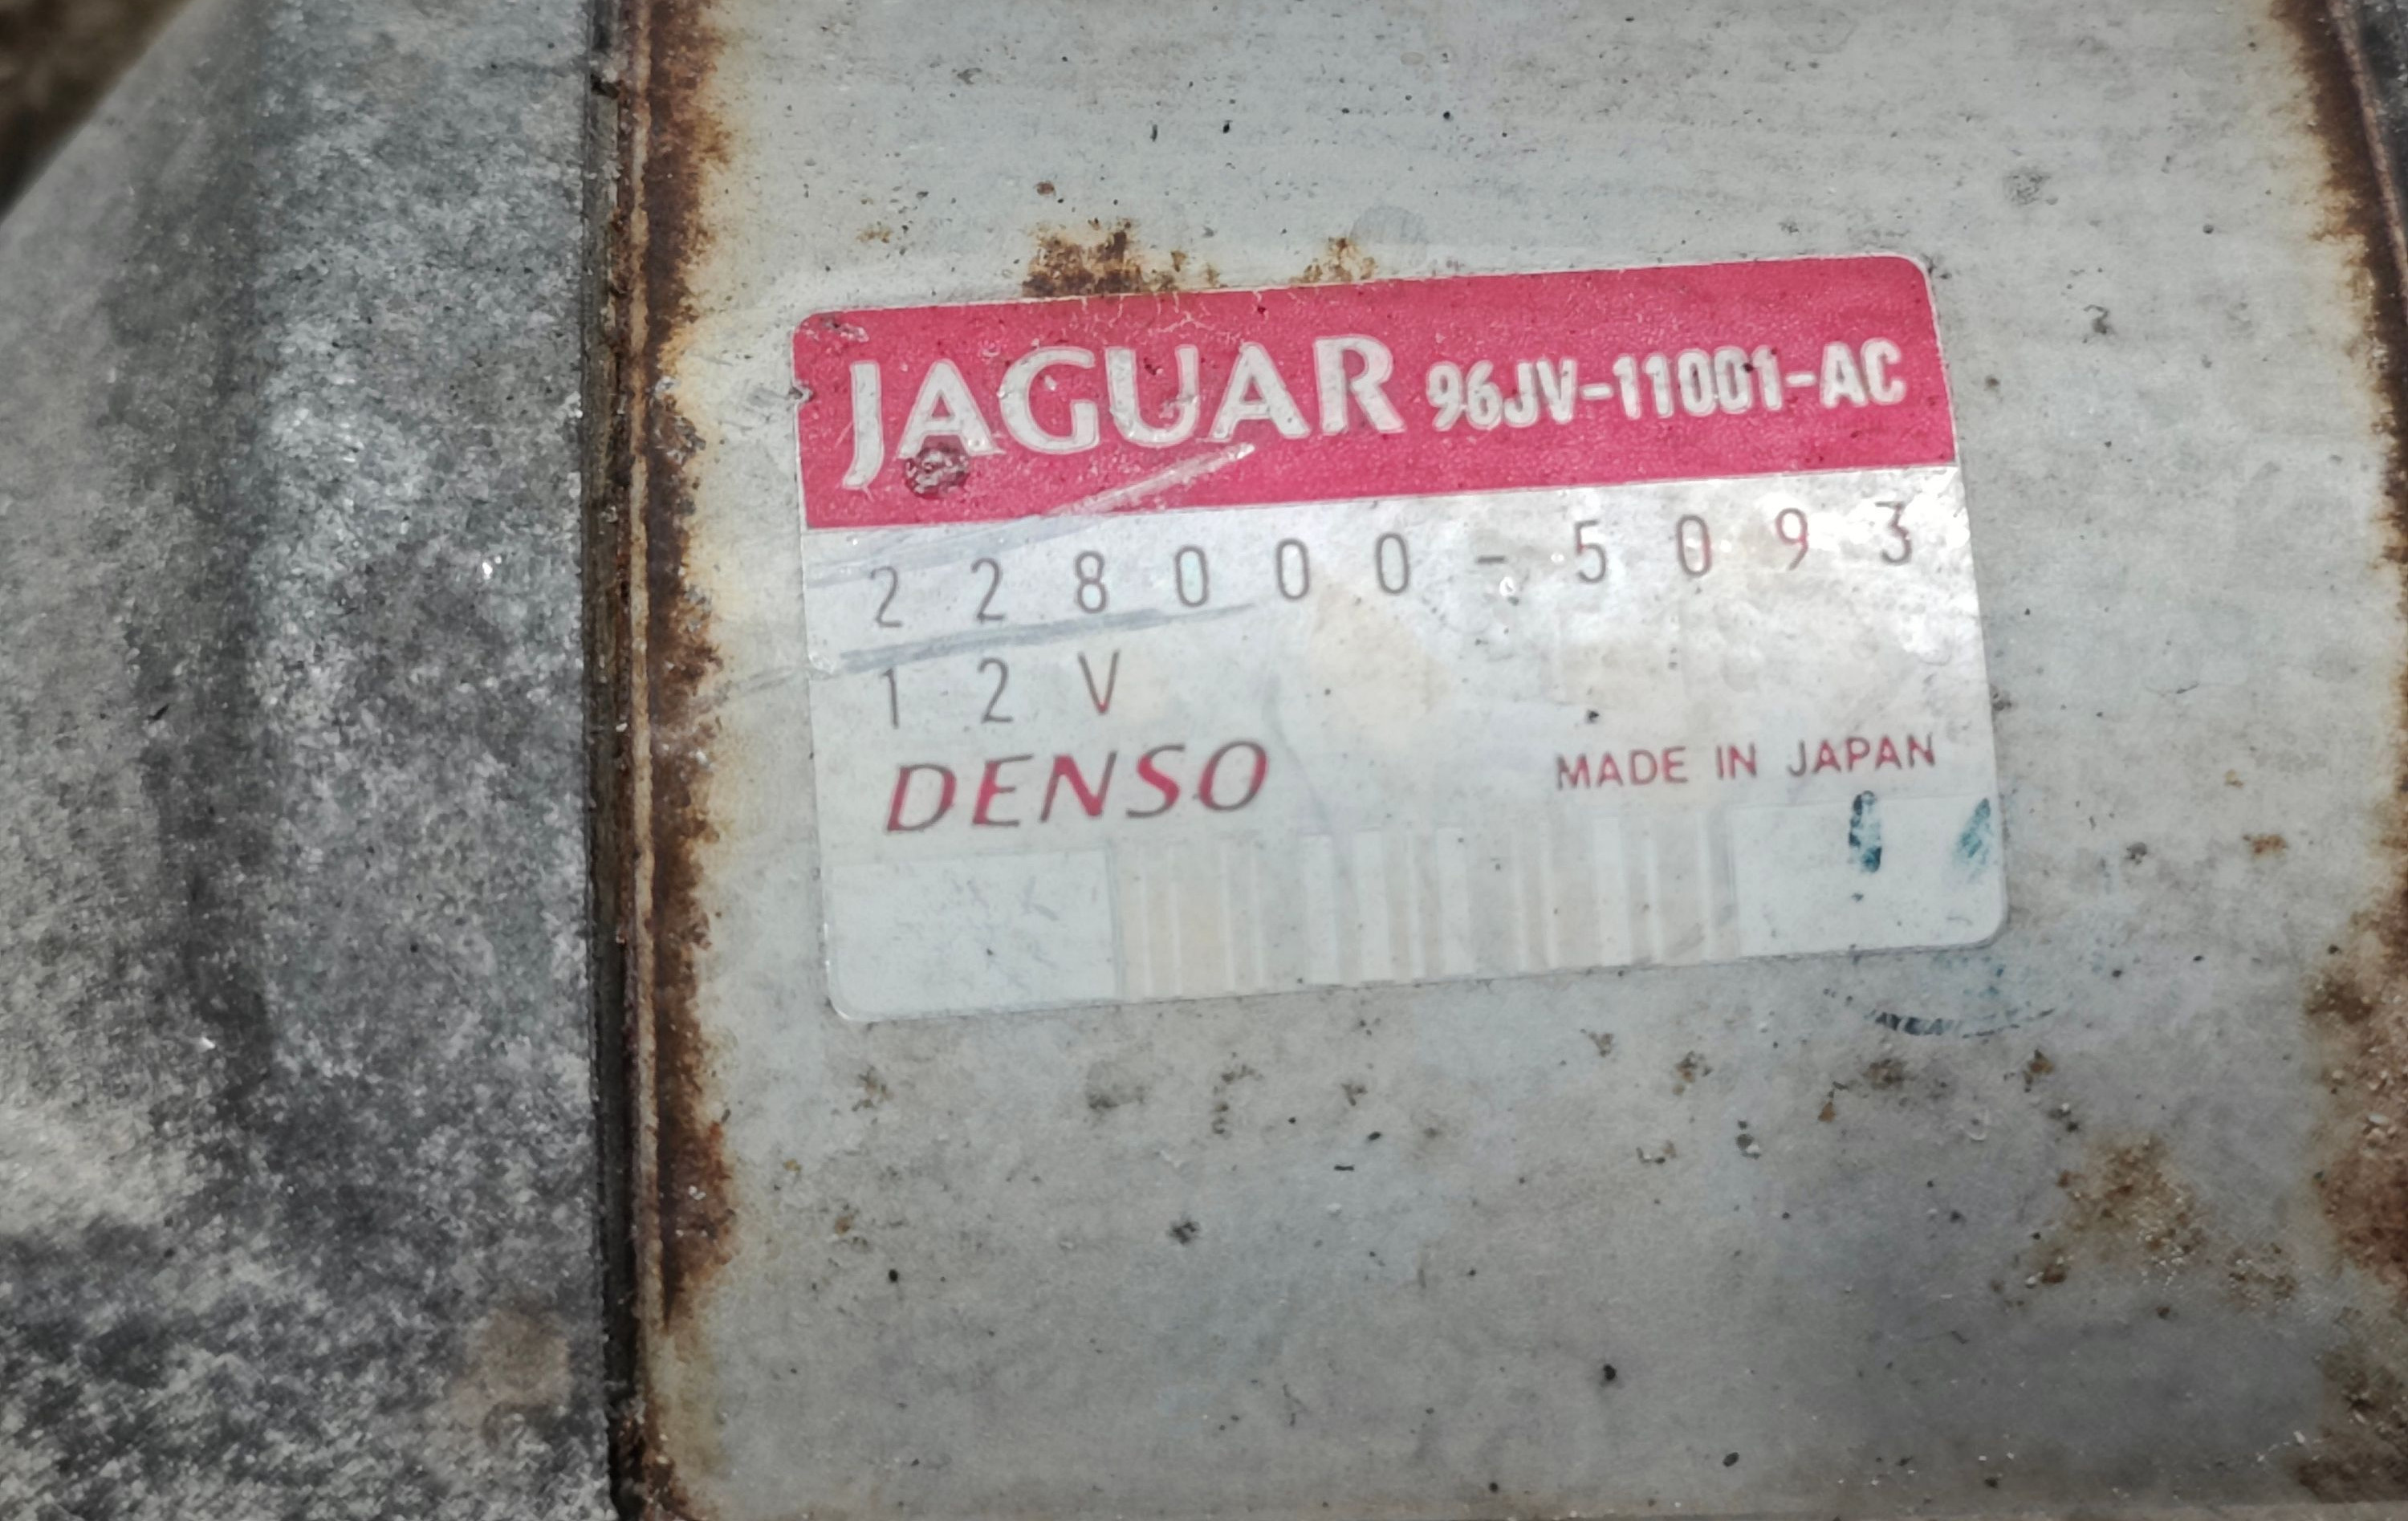 JAGUAR 96JV-11001-AC
228000-5093
12V
DENSO MADE IN JAPAN